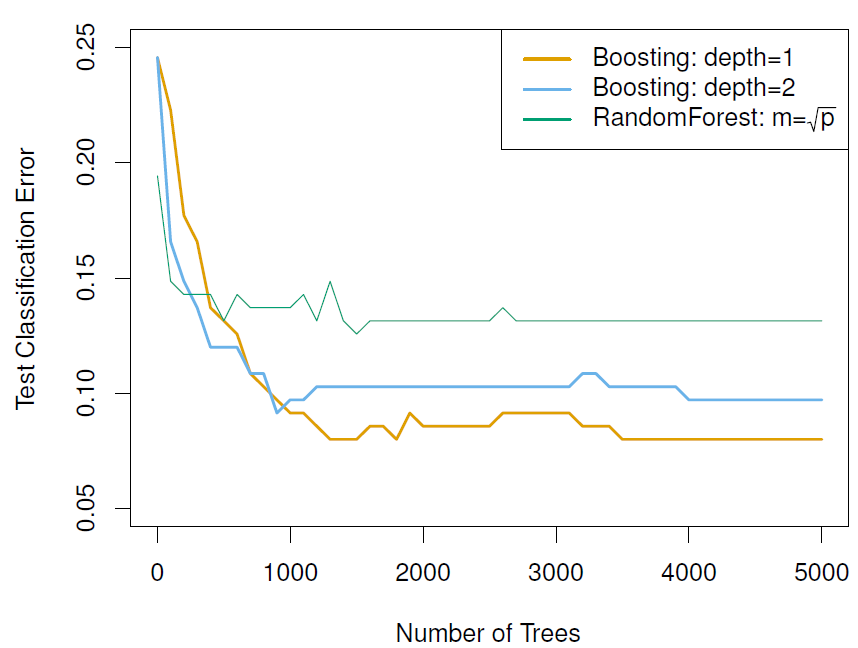 Boosting: depth=1
Boosting: depth=2
RandomForest: m=√p
Test Classification Error
0.25
0.20
0.15
0.10
0.05
0 1000 2000 3000 4000 5000
Number of Trees